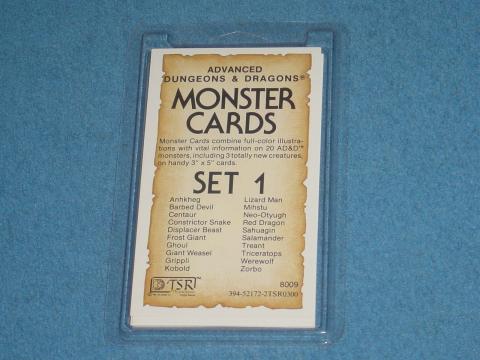 ADVANCED
DUNGEONS & DRAGONS®
MONSTER
CARDS
Monster Cards combine full-color illustra-
tions with vital information on 20 AD&D™
monsters, including 3 totally new creatures,
on handy 3" x 5" cards.
SET 1
Anhkheg Lizard Man
Barbed Devil Mihstu
Centaur Neo-Otyugh
Constrictor Snake Red Dragon
Displacer Beast Sahuagin
Frost Giant Salamander
Ghoul Treant
Giant Weasel Triceratops
Grippli Werewolf
Kobold Zorbo
TSR™
8009
394-52172-2TSR0300